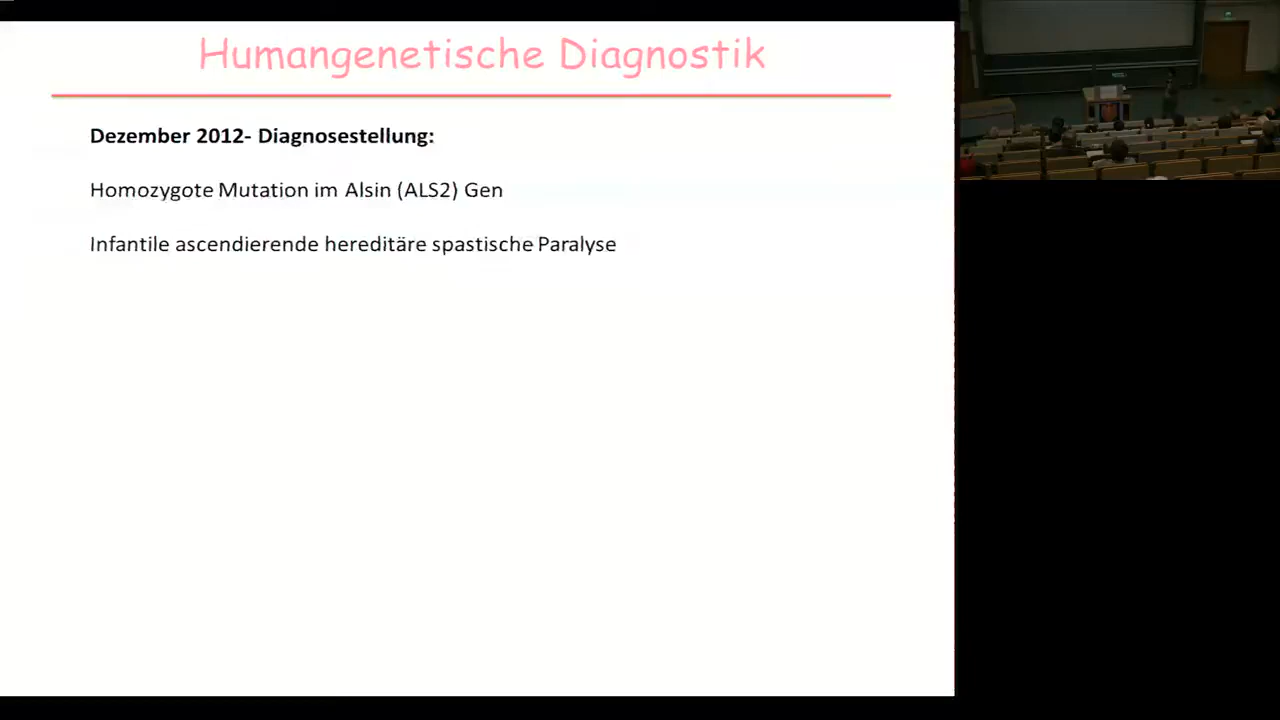 Humangenetische Diagnostik
Dezember 2012- Diagnosestellung:
Homozygote Mutation im Alsin (ALS2) Gen
Infantile ascendierende hereditäre spastische Paralyse